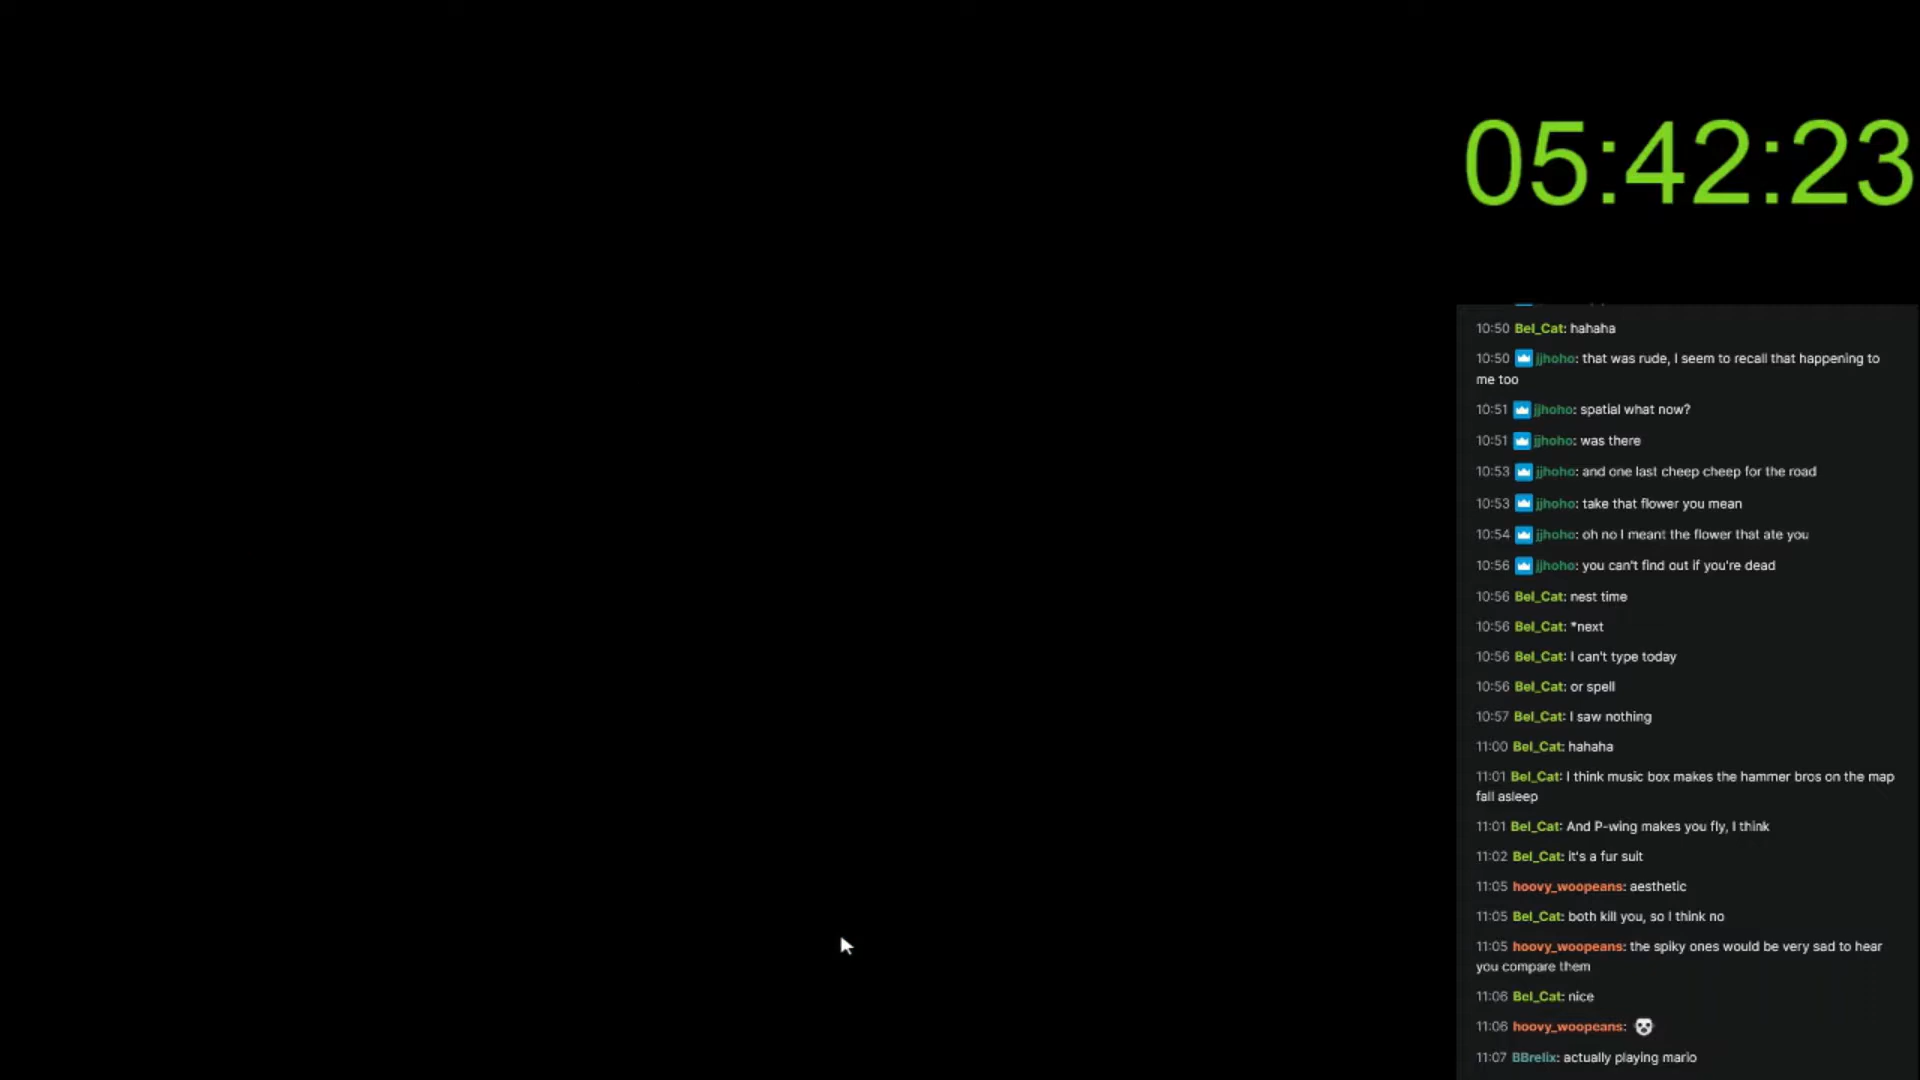 05:42:23
10:50 Bel_Cat: hahaha
10:50 jjhoho: that was rude, I seem to recall that happening to
me too
10:51 jjhoho: spatial what now?
10:51 jjhoho: was there
10:53 jjhoho: and one last cheep cheep for the road
10:53 jjhoho: take that flower you mean
10:54 jjhoho: oh no I meant the flower that ate you
10:56 jjhoho: you can't find out if you're dead
10:56 Bel_Cat: nest time
10:56 Bel_Cat: *next
10:56 Bel_Cat: I can't type today
10:56 Bel_Cat: or spell
10:57 Bel_Cat: I saw nothing
11:00 Bel_Cat: hahaha
11:01 Bel_Cat: I think music box makes the hammer bros on the map
fall asleep
11:01 Bel_Cat: And P-wing makes you fly, I think
11:02 Bel_Cat: it's a fur suit
11:05 hoovy_woopeans: aesthetic
11:05 Bel_Cat: both kill you, so I think no
11:05 hoovy_woopeans: the spiky ones would be very sad to hear
you compare them
11:06 Bel_Cat: nice
11:06 hoovy_woopeans:
11:07 BBrelix: actually playing mario